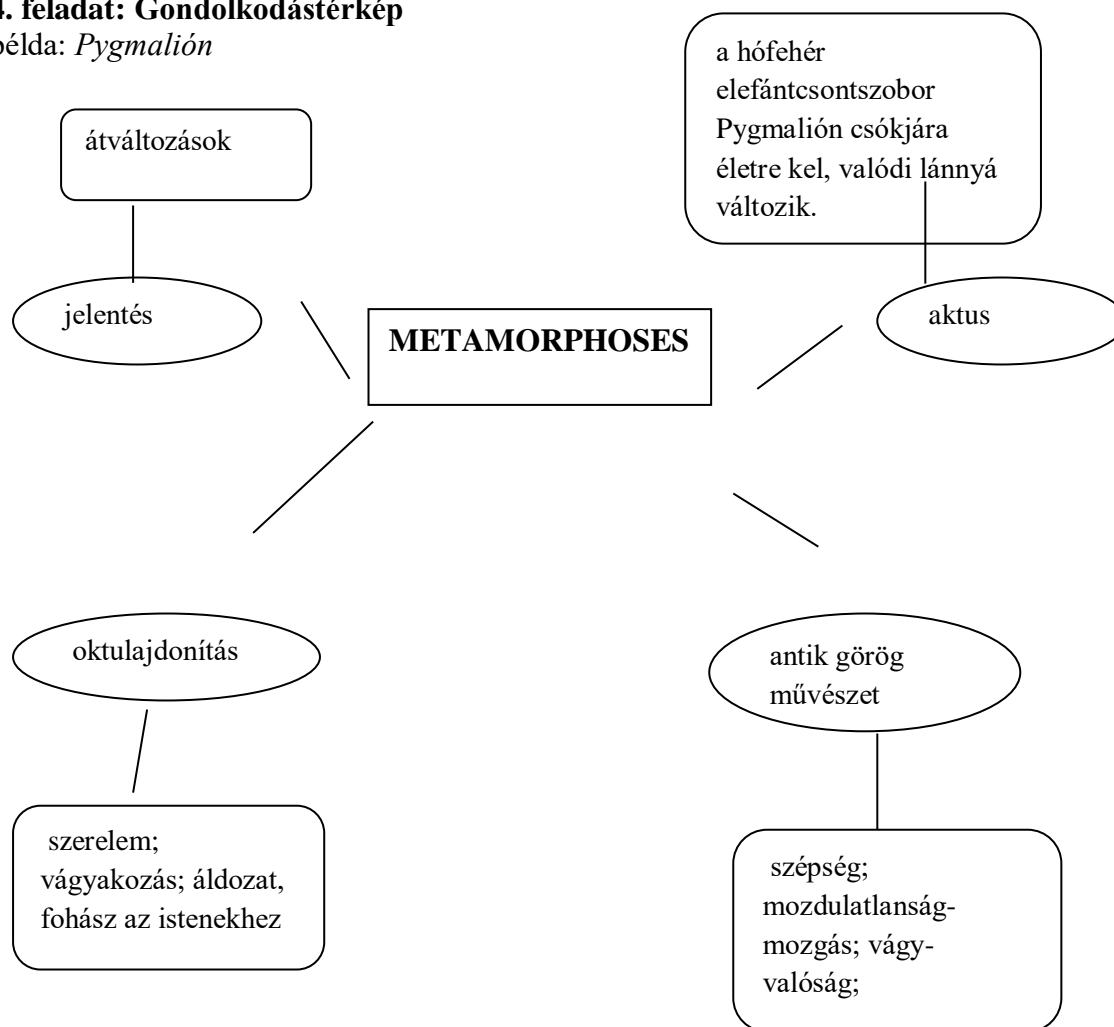 4. feladat: Gondolkodástérkép
példa: Pygmalión
a hófehér
elefántcsontszobor
Pygmalión csókjára
életre kel, valódi lánnyá
változik.
átváltozások
jelentés
METAMORPHOSES
aktus
oktulajdonítás
antik görög
művészet
szerelem;
vágyakozás; áldozat,
fohász az istenekhez
szépség;
mozdulatlanság-
mozgás; vágy-
valóság;